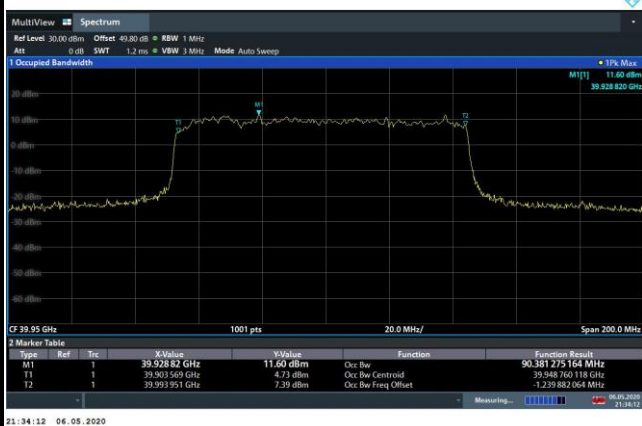 MultiView Spectrum
Ref Level 30.00 dBm Offset 49.80 dB RBW 1 MHz
Att 0 dB SWT 1.2 ms VBW 3 MHz Mode Auto Sweep
1 Occupied Bandwidth 1Pk Max
M1[1] 11.60 dBm
39.928 820 GHz
20 dBm
M1
10 dBm
T1
T2
0 dBm
-10 dBm
-20 dBm
-30 dBm
-40 dBm
-50 dBm
-60 dBm
CF 39.95 GHz 1001 pts 20.0 MHz/ Span 200.0 MHz
2 Marker Table
Type Ref Trc X-Value Y-Value Function Function Result
M1 1 39.928 82 GHz 11.60 dBm Occ Bw 90.381 275 164 MHz
T1 1 39.903 569 GHz 4.73 dBm Occ Bw Centroid 39.948 760 118 GHz
T2 1 39.993 951 GHz 7.39 dBm Occ Bw Freq Offset -1.239 882 064 MHz
Measuring... 06.05.2020
21:34:12
21:34:12 06.05.2020